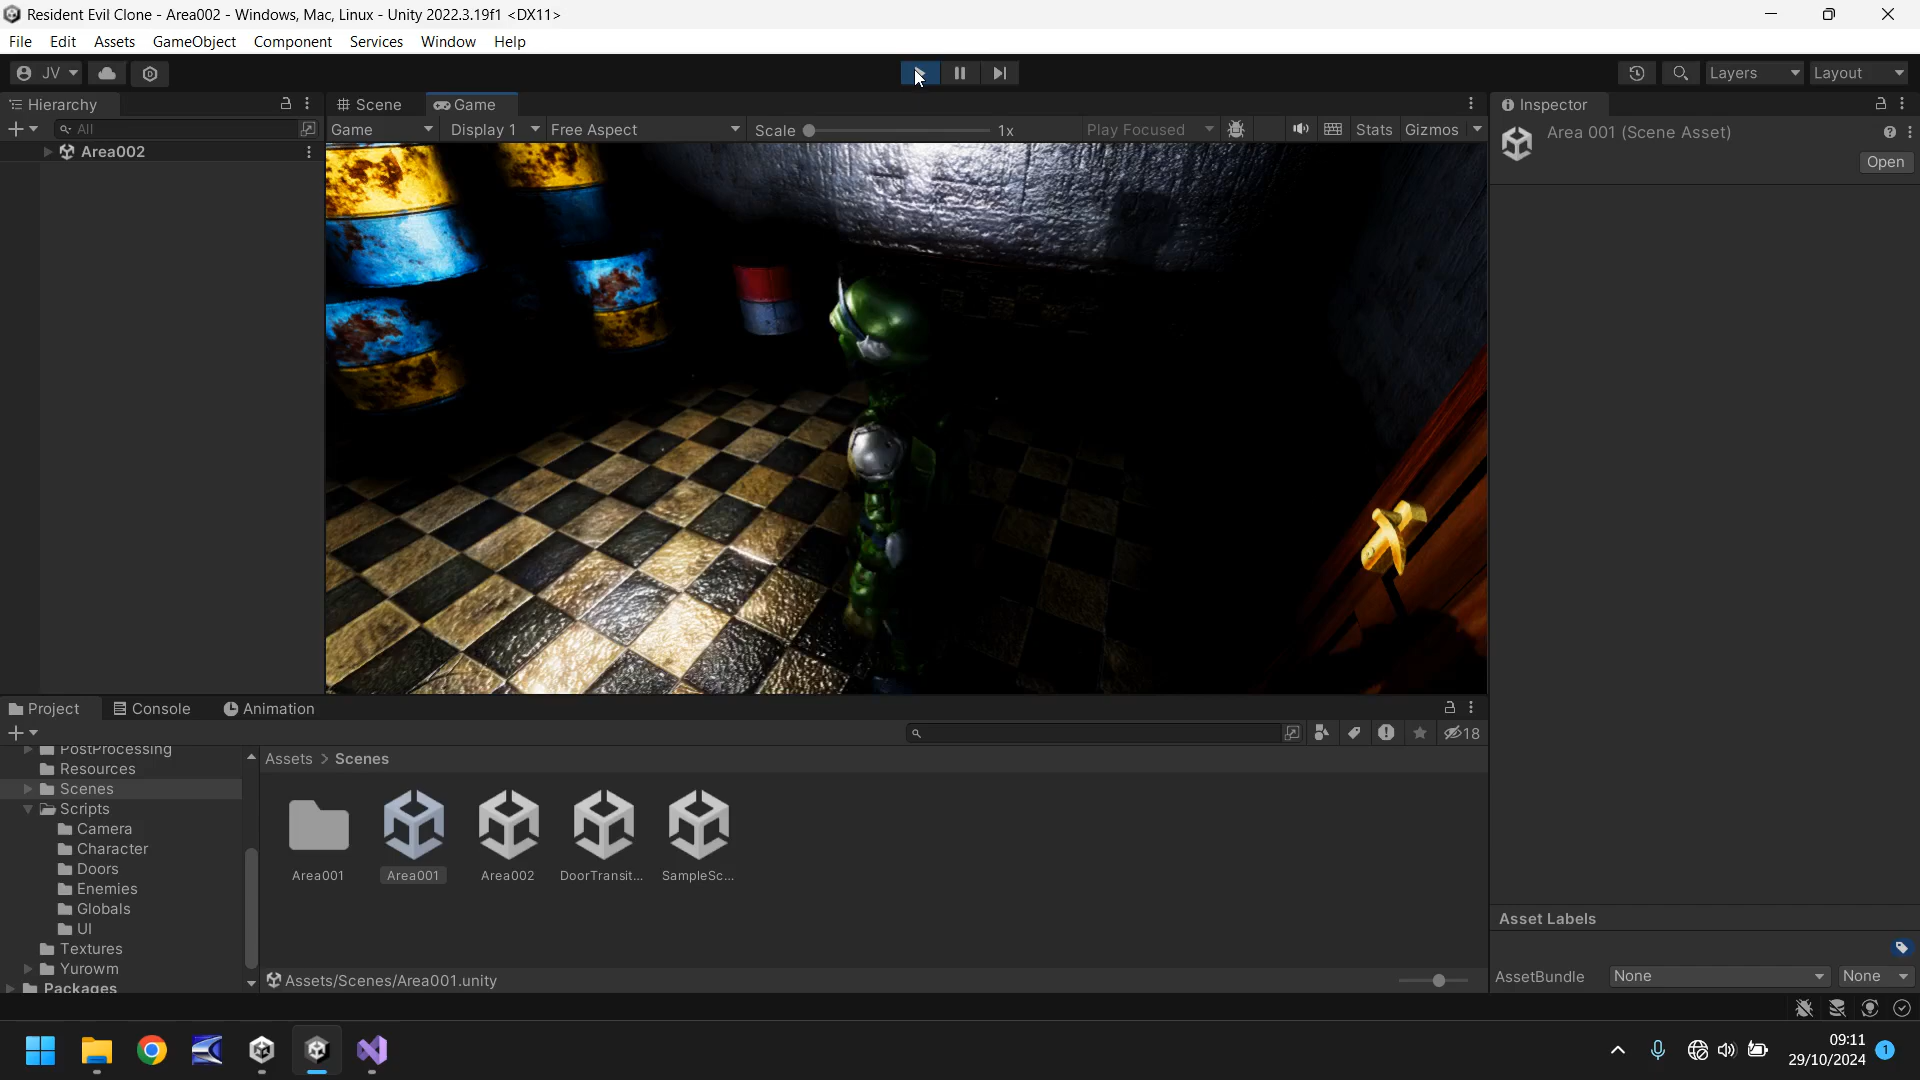 Resident Evil Clone - Area002 - Windows, Mac, Linux - Unity 2022.3.19f1 <DX11>
File Edit Assets GameObject Component Services Window Help
JV Layers Layout
Hierarchy Scene Game Inspector
All Game Display 1 Free Aspect Scale 1x Play Focused Stats Gizmos
Area 001 (Scene Asset)
Area002
Open
Project Console Animation
18
PostProcessing
Assets > Scenes
Resources
Scenes
Scripts
Camera
Character
Doors
Enemies
Globals
UI
Textures
Yurowm
Packages
Area001 Area001 Area002 DoorTransit... SampleSc...
Assets/Scenes/Area001.unity
Asset Labels
AssetBundle None None
09:11
29/10/2024 1